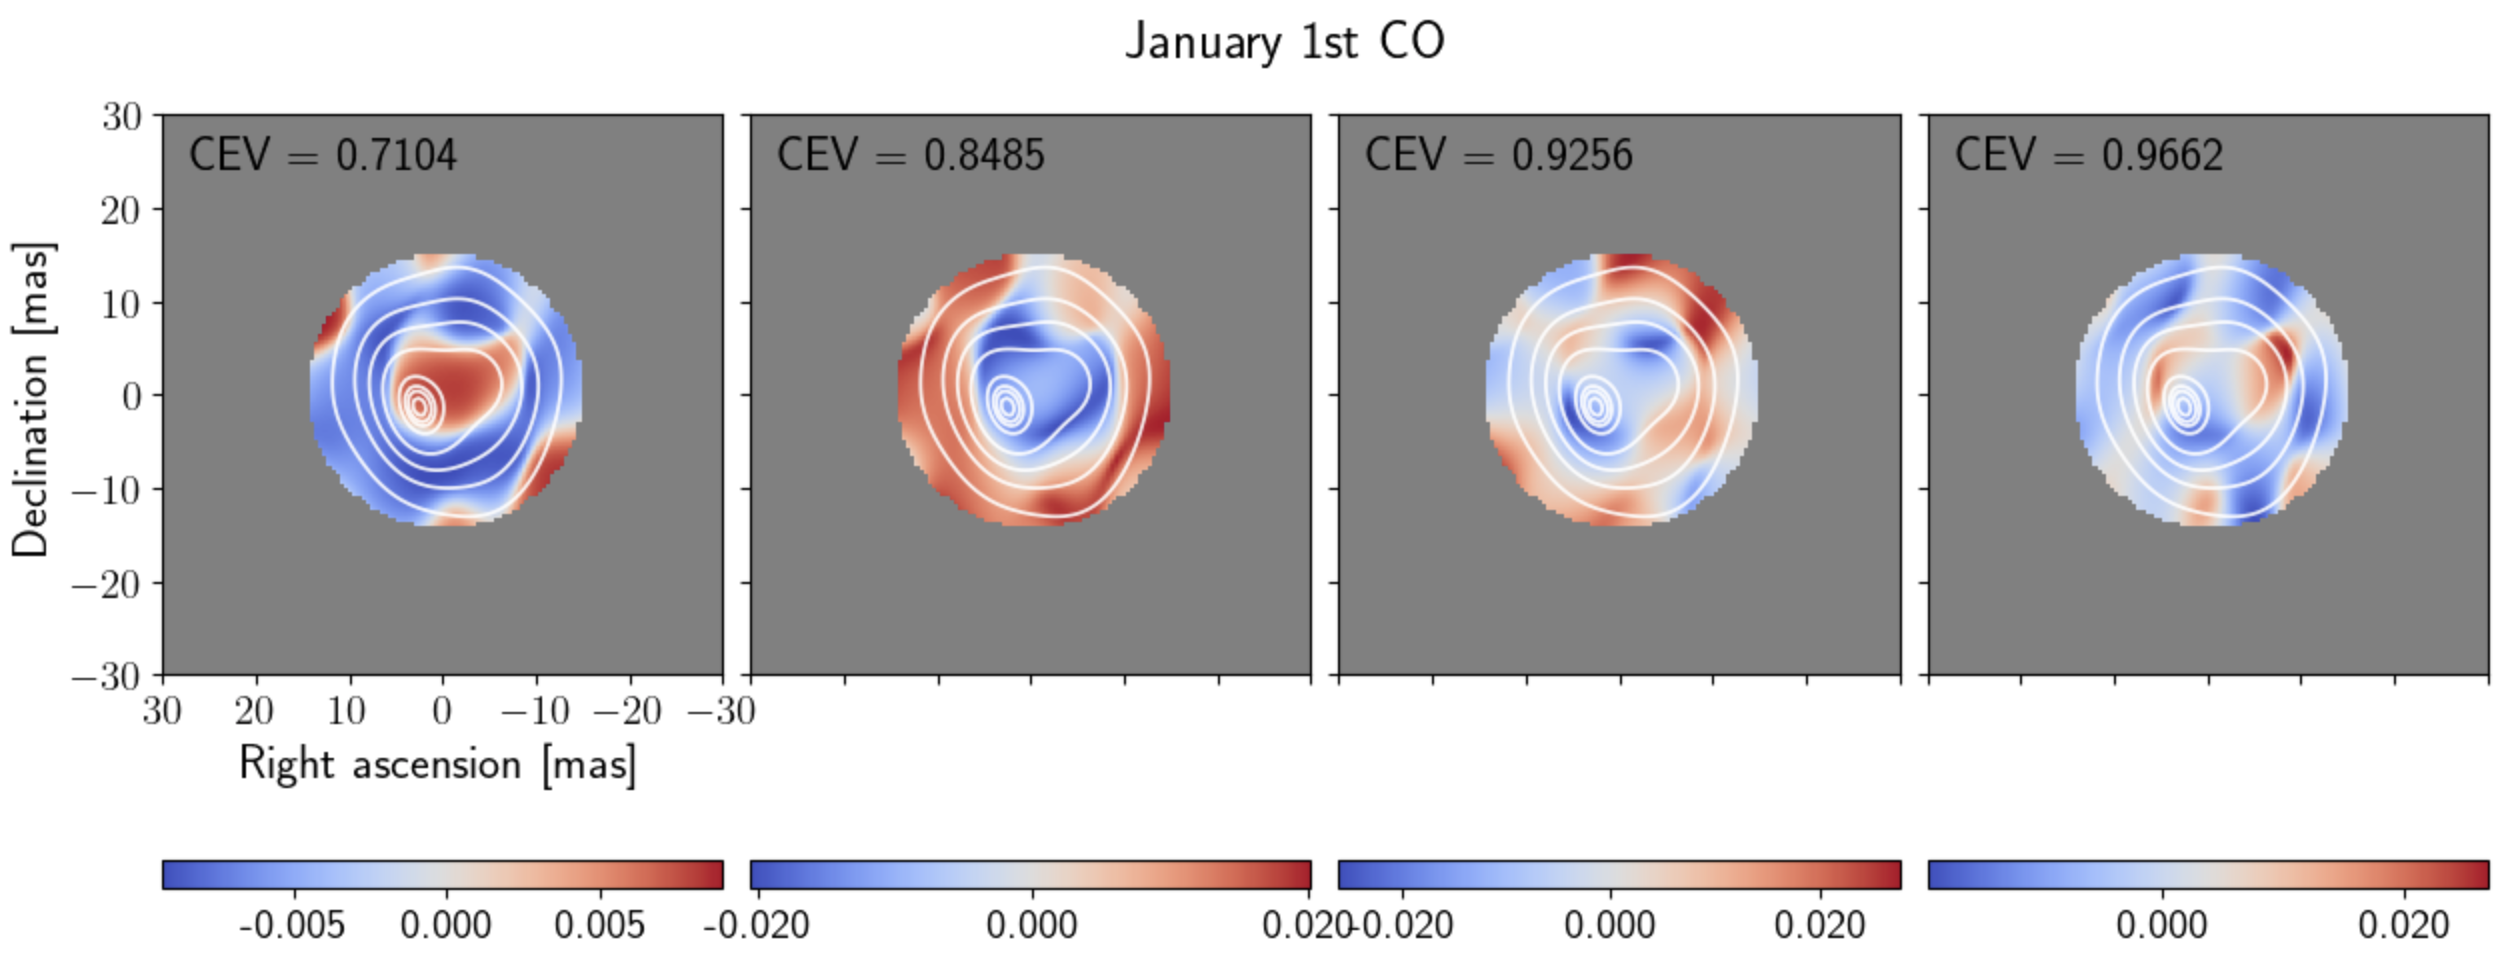 January 1st CO
CEV = 0.7104
CEV = 0.8485
CEV = 0.9256
CEV = 0.9662
Declination [mas]
30
20
10
0
−10
−20
−30
30 20 10 0 −10 −20 −30
Right ascension [mas]
-0.005 0.000 0.005
-0.020 0.000 0.020
-0.020 0.000 0.020
0.000 0.020